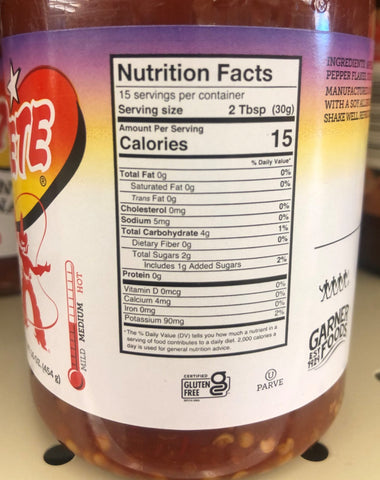 ETE
®
OZ. (454 g)
MILD MEDIUM HOT
Nutrition Facts
15 servings per container
Serving size 2 Tbsp (30g)
Amount Per Serving
Calories 15
% Daily Value*
Total Fat 0g 0%
Saturated Fat 0g 0%
Trans Fat 0g
Cholesterol 0mg 0%
Sodium 5mg 0%
Total Carbohydrate 4g 1%
Dietary Fiber 0g 0%
Total Sugars 2g
Includes 1g Added Sugars 2%
Protein 0g
Vitamin D 0mcg 0%
Calcium 4mg 0%
Iron 0mg 0%
Potassium 90mg 2%
*The % Daily Value (DV) tells you how much a nutrient in a
serving of food contributes to a daily diet. 2,000 calories a
day is used for general nutrition advice.
CERTIFIED
GLUTEN
FREE
U
PARVE
INGREDIENTS
PEPPER FLAKES
MANUFACTURED
WITH A SOY
SHAKE WELL
GARNER
FOODS
EST